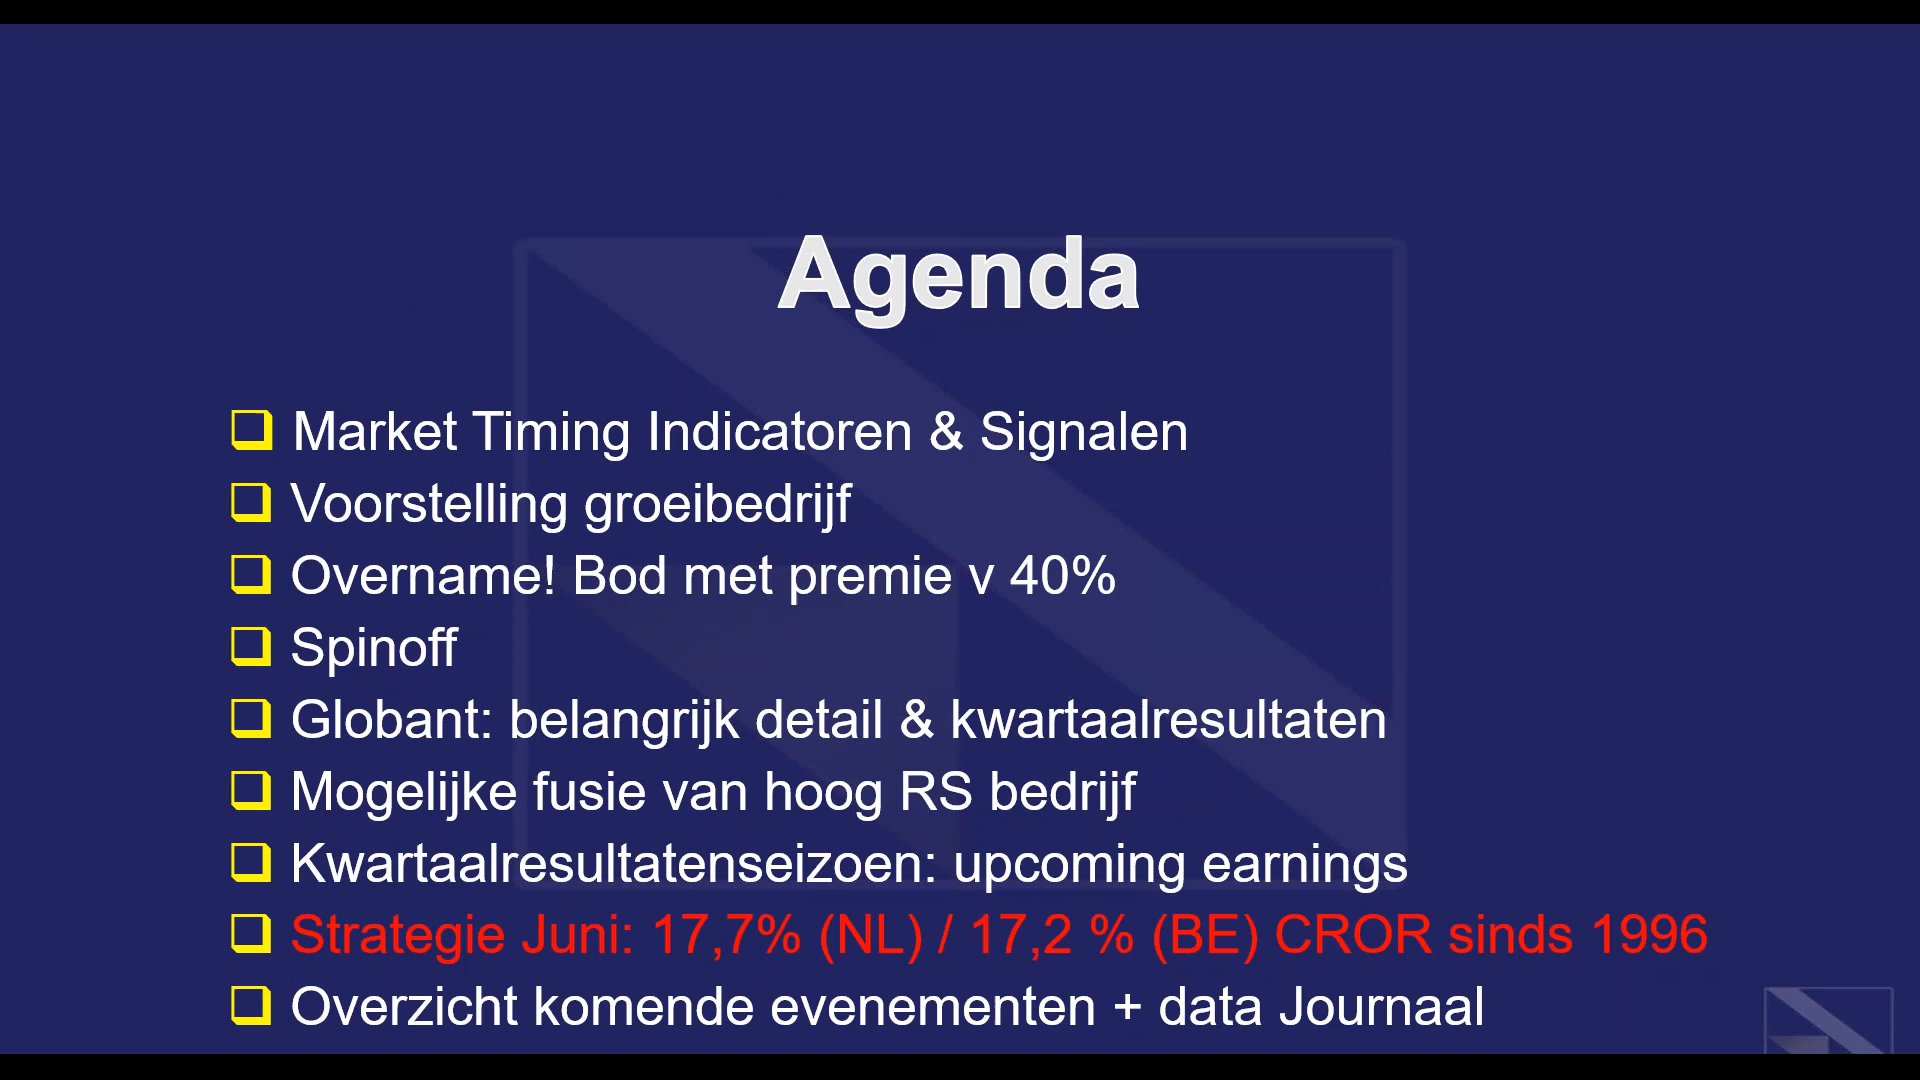 Agenda
Market Timing Indicatoren & Signalen
Voorstelling groeibedrijf
Overname! Bod met premie v 40%
Spinoff
Globant: belangrijk detail & kwartaalresultaten
Mogelijke fusie van hoog RS bedrijf
Kwartaalresultatenseizoen: upcoming earnings
Strategie Juni: 17,7% (NL) / 17,2 % (BE) CROR sinds 1996
Overzicht komende evenementen + data Journaal